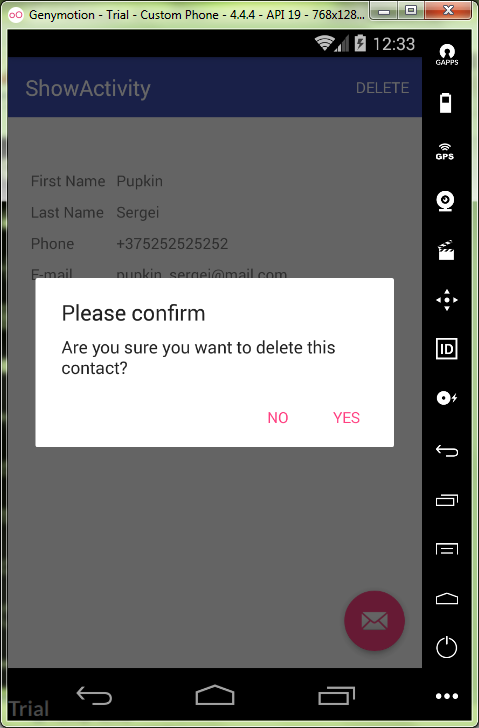 Genymotion - Trial - Custom Phone - 4.4.4 - API 19 - 768x128...
12:33
GAPPS
ShowActivity DELETE
GPS
First Name Pupkin
Last Name Sergei
Phone +375252525252
E-mail pupkin_sergei@mail.com
Please confirm
Are you sure you want to delete this
contact?
ID
NO YES
Trial